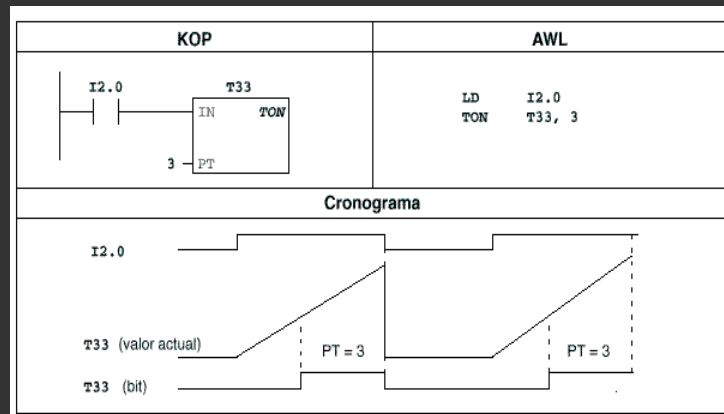 KOP
AWL
I2.0
T33
IN TON
3 PT
LD I2.0
TON T33, 3
Cronograma
I2.0
T33 (valor actual)
PT = 3
PT = 3
T33 (bit)